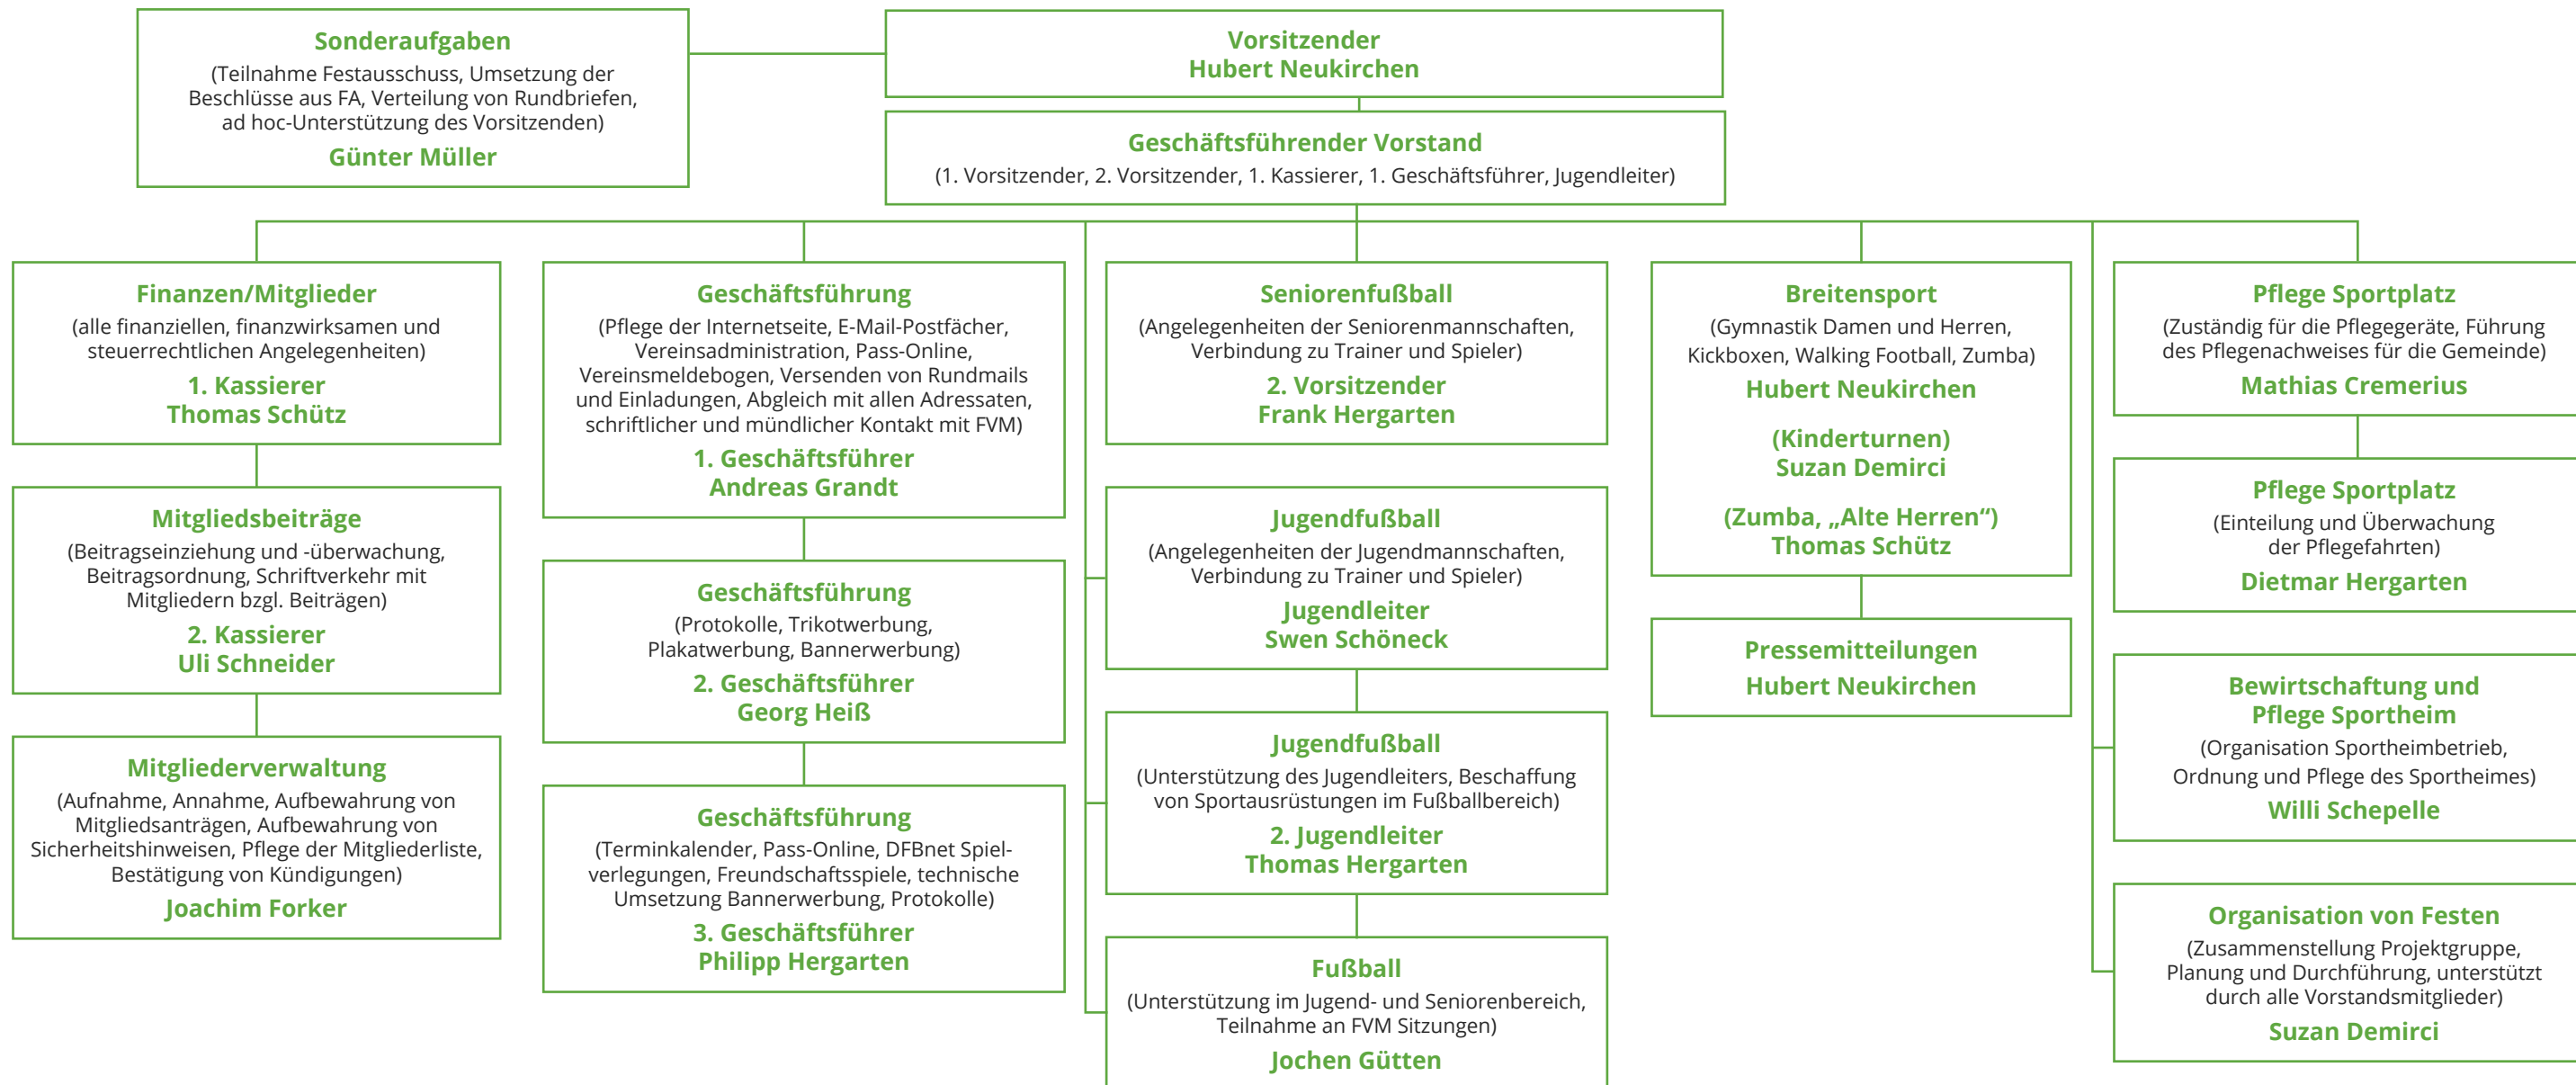 Sonderaufgaben
(Teilnahme Festausschuss, Umsetzung der
Beschlüsse aus FA, Verteilung von Rundbriefen,
ad hoc-Unterstützung des Vorsitzenden)
Günter Müller
Vorsitzender
Hubert Neukirchen
Geschäftsführender Vorstand
(1. Vorsitzender, 2. Vorsitzender, 1. Kassierer, 1. Geschäftsführer, Jugendleiter)
Finanzen/Mitglieder
(alle finanziellen, finanzwirksamen und
steuerrechtlichen Angelegenheiten)
1. Kassierer
Thomas Schütz
Mitgliedsbeiträge
(Beitragseinziehung und -überwachung,
Beitragsordnung, Schriftverkehr mit
Mitgliedern bzgl. Beiträgen)
2. Kassierer
Uli Schneider
Mitgliederverwaltung
(Aufnahme, Annahme, Aufbewahrung von
Mitgliedsanträgen, Aufbewahrung von
Sicherheitshinweisen, Pflege der Mitgliederliste,
Bestätigung von Kündigungen)
Joachim Forker
Geschäftsführung
(Pflege der Internetseite, E-Mail-Postfächer,
Vereinsadministration, Pass-Online,
Vereinsmeldebogen, Versenden von Rundmails
und Einladungen, Abgleich mit allen Adressaten,
schriftlicher und mündlicher Kontakt mit FVM)
1. Geschäftsführer
Andreas Grandt
Geschäftsführung
(Protokolle, Trikotwerbung,
Plakatwerbung, Bannerwerbung)
2. Geschäftsführer
Georg Heiß
Geschäftsführung
(Terminkalender, Pass-Online, DFBnet Spiel-
verlegungen, Freundschaftsspiele, technische
Umsetzung Bannerwerbung, Protokolle)
3. Geschäftsführer
Philipp Hergarten
Seniorenfußball
(Angelegenheiten der Seniorenmannschaften,
Verbindung zu Trainer und Spieler)
2. Vorsitzender
Frank Hergarten
Jugendfußball
(Angelegenheiten der Jugendmannschaften,
Verbindung zu Trainer und Spieler)
Jugendleiter
Swen Schöneck
Jugendfußball
(Unterstützung des Jugendleiters, Beschaffung
von Sportausrüstungen im Fußballbereich)
2. Jugendleiter
Thomas Hergarten
Fußball
(Unterstützung im Jugend- und Seniorenbereich,
Teilnahme an FVM Sitzungen)
Jochen Gütten
Breitensport
(Gymnastik Damen und Herren,
Kickboxen, Walking Football, Zumba)
Hubert Neukirchen
(Kinderturnen)
Suzan Demirci
(Zumba, „Alte Herren“)
Thomas Schütz
Pressemitteilungen
Hubert Neukirchen
Pflege Sportplatz
(Zuständig für die Pflegegeräte, Führung
des Pflegenachweises für die Gemeinde)
Mathias Cremerius
Pflege Sportplatz
(Einteilung und Überwachung
der Pflegefahrten)
Dietmar Hergarten
Bewirtschaftung und
Pflege Sportheim
(Organisation Sportheimbetrieb,
Ordnung und Pflege des Sportheimes)
Willi Schepelle
Organisation von Festen
(Zusammenstellung Projektgruppe,
Planung und Durchführung, unterstützt
durch alle Vorstandsmitglieder)
Suzan Demirci